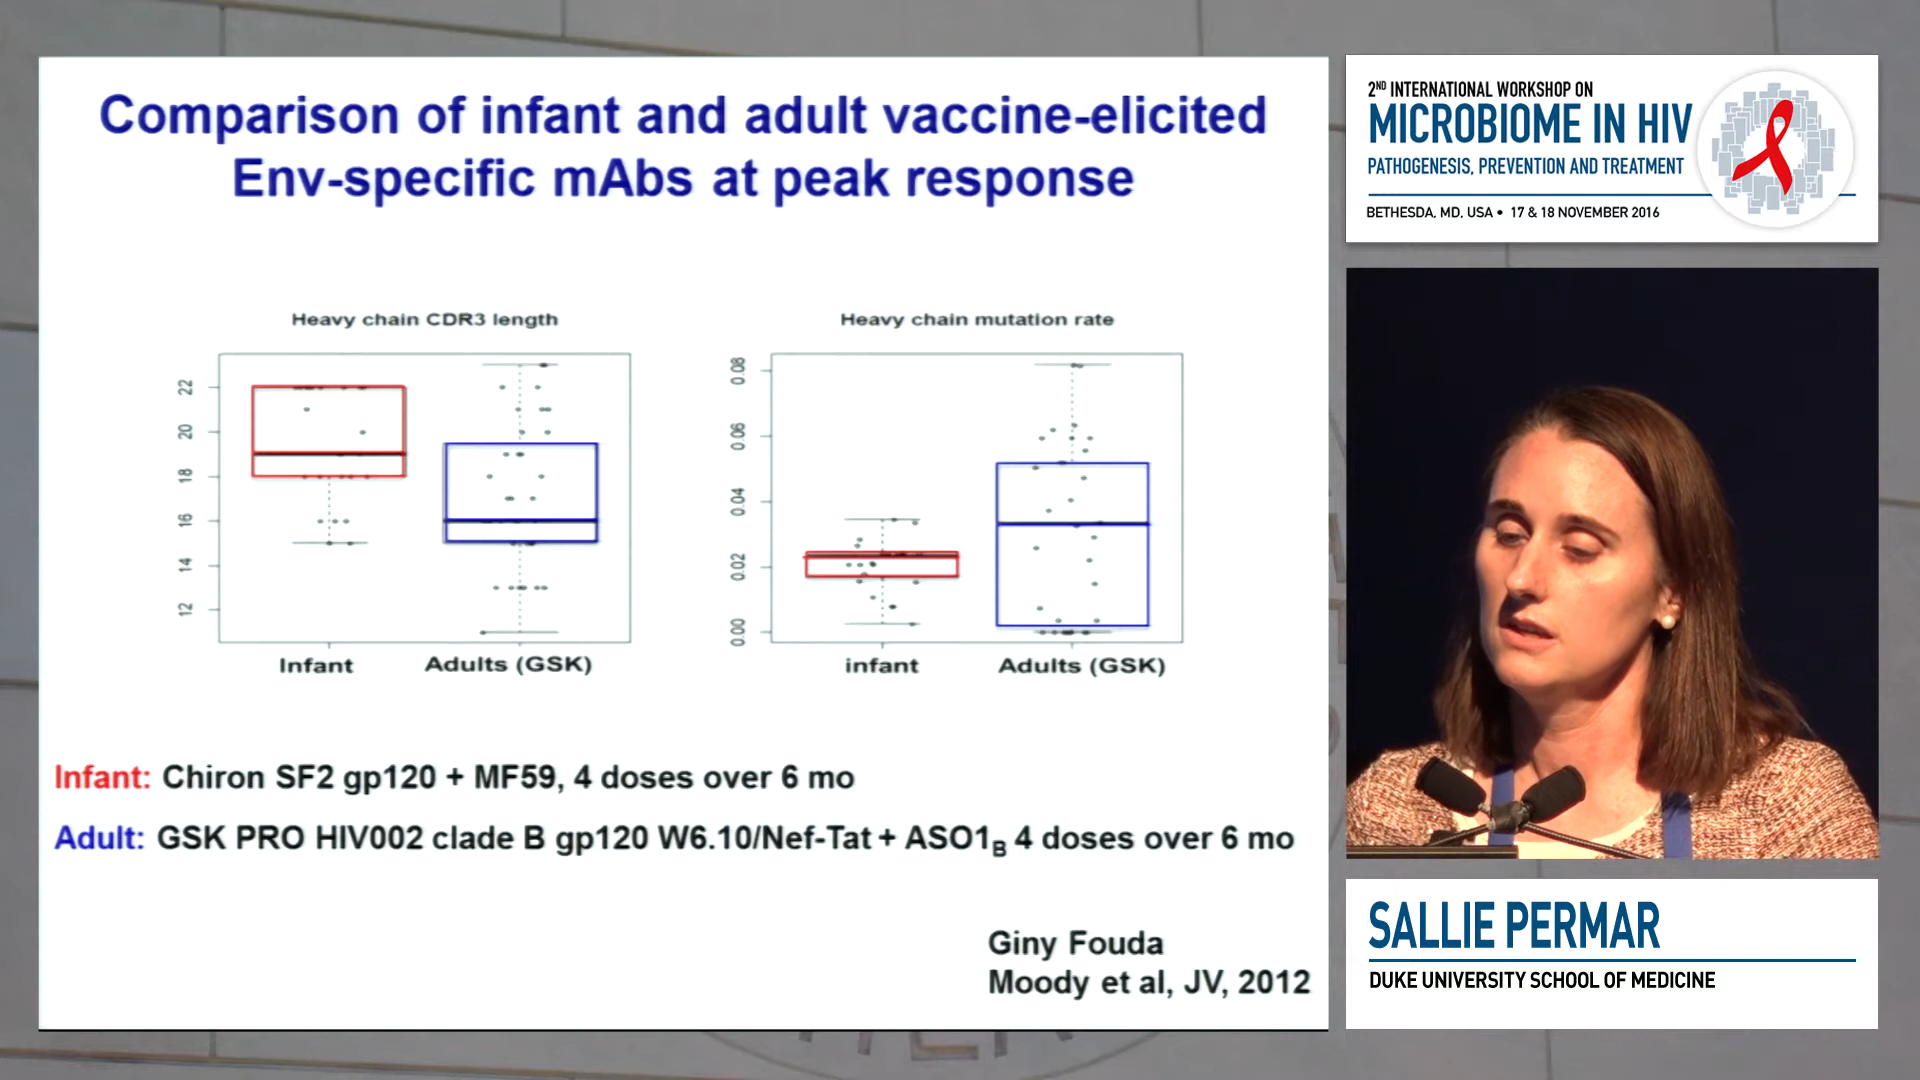 Comparison of infant and adult vaccine-elicited
Env-specific mAbs at peak response
Heavy chain CDR3 length
22
20
18
16
14
12
Infant
Adults (GSK)
Heavy chain mutation rate
0.08
0.06
0.04
0.02
0.00
infant
Adults (GSK)
Infant: Chiron SF2 gp120 + MF59, 4 doses over 6 mo
Adult: GSK PRO HIV002 clade B gp120 W6.10/Nef-Tat + ASO1B 4 doses over 6 mo
Giny Fouda
Moody et al, JV, 2012
2ND INTERNATIONAL WORKSHOP ON
MICROBIOME IN HIV
PATHOGENESIS, PREVENTION AND TREATMENT
BETHESDA, MD, USA • 17 & 18 NOVEMBER 2016
SALLIE PERMAR
DUKE UNIVERSITY SCHOOL OF MEDICINE